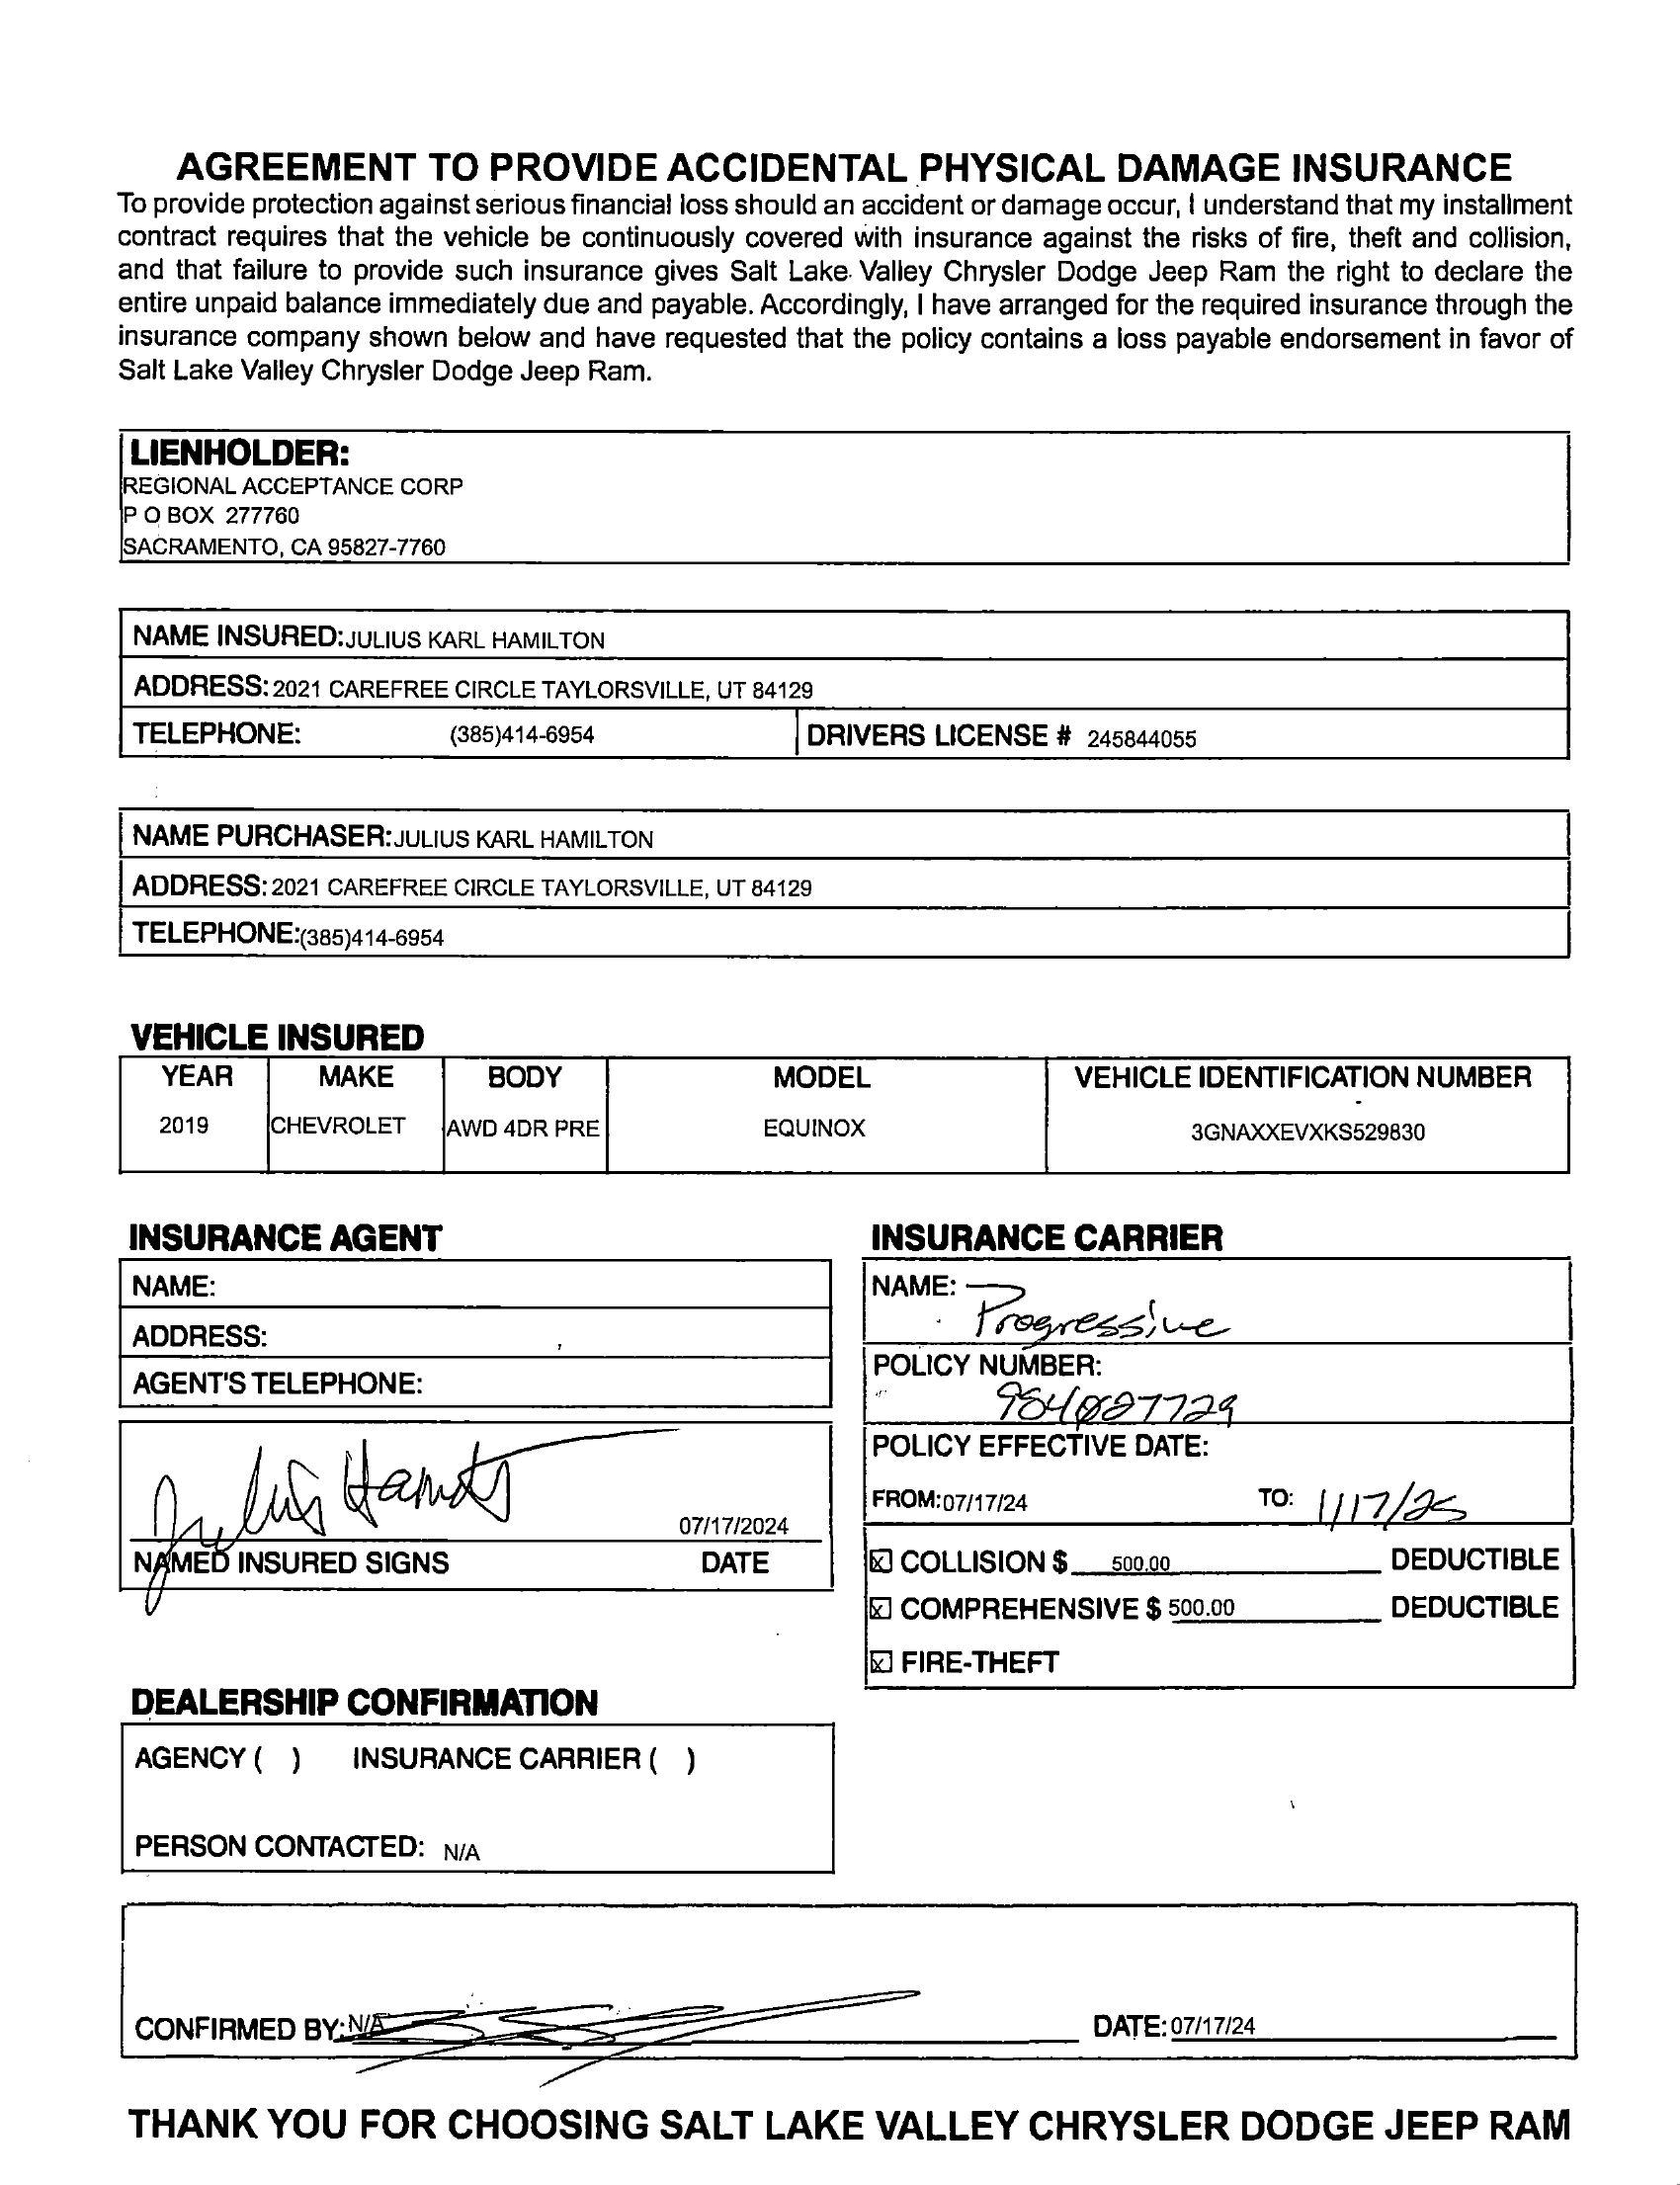 AGREEMENT TO PROVIDE ACCIDENTAL PHYSICAL DAMAGE INSURANCE
To provide protection against serious financial loss should an accident or damage occur, I understand that my installment
contract requires that the vehicle be continuously covered with insurance against the risks of fire, theft and collision,
and that failure to provide such insurance gives Salt Lake Valley Chrysler Dodge Jeep Ram the right to declare the
entire unpaid balance immediately due and payable. Accordingly, I have arranged for the required insurance through the
insurance company shown below and have requested that the policy contains a loss payable endorsement in favor of
Salt Lake Valley Chrysler Dodge Jeep Ram.
LIENHOLDER:
REGIONAL ACCEPTANCE CORP
P O BOX 277760
SACRAMENTO, CA 95827-7760
NAME INSURED: JULIUS KARL HAMILTON
ADDRESS: 2021 CAREFREE CIRCLE TAYLORSVILLE, UT 84129
TELEPHONE: (385)414-6954 DRIVERS LICENSE # 245844055
NAME PURCHASER: JULIUS KARL HAMILTON
ADDRESS: 2021 CAREFREE CIRCLE TAYLORSVILLE, UT 84129
TELEPHONE: (385)414-6954
VEHICLE INSURED
YEAR MAKE BODY MODEL VEHICLE IDENTIFICATION NUMBER
2019 CHEVROLET AWD 4DR PRE EQUINOX 3GNAXXEVXKS529830
INSURANCE AGENT
NAME:
ADDRESS:
AGENT'S TELEPHONE:
07/17/2024
NAMED INSURED SIGNS DATE
INSURANCE CARRIER
NAME: Progressive
POLICY NUMBER:
984027729
POLICY EFFECTIVE DATE:
FROM: 07/17/24 TO: 1/17/25
[x] COLLISION $ 500.00 DEDUCTIBLE
[x] COMPREHENSIVE $ 500.00 DEDUCTIBLE
[x] FIRE-THEFT
DEALERSHIP CONFIRMATION
AGENCY ( ) INSURANCE CARRIER ( )
PERSON CONTACTED: N/A
CONFIRMED BY: N/A DATE: 07/17/24
THANK YOU FOR CHOOSING SALT LAKE VALLEY CHRYSLER DODGE JEEP RAM